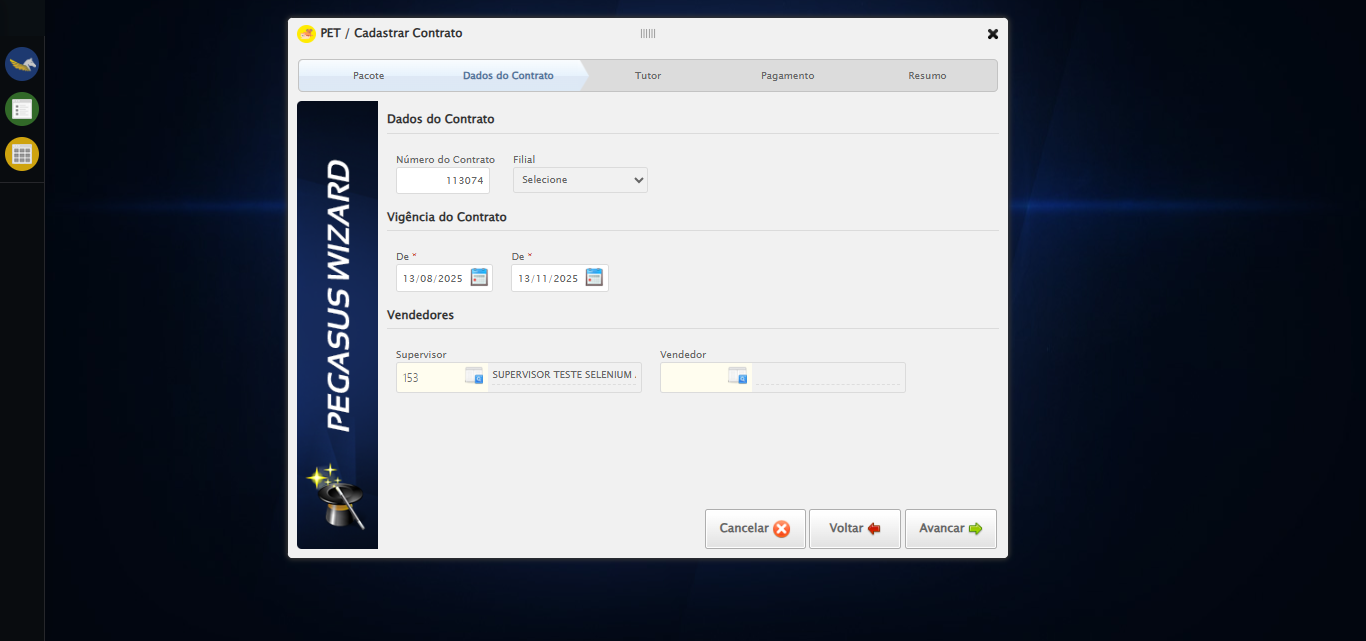 PET / Cadastrar Contrato
Pacote Dados do Contrato Tutor Pagamento Resumo
PEGASUS WIZARD
Dados do Contrato
Número do Contrato Filial
113074 Selecione
Vigência do Contrato
De * De *
13/08/2025 13/11/2025
Vendedores
Supervisor Vendedor
153 SUPERVISOR TESTE SELENIUM .
Cancelar Voltar Avancar